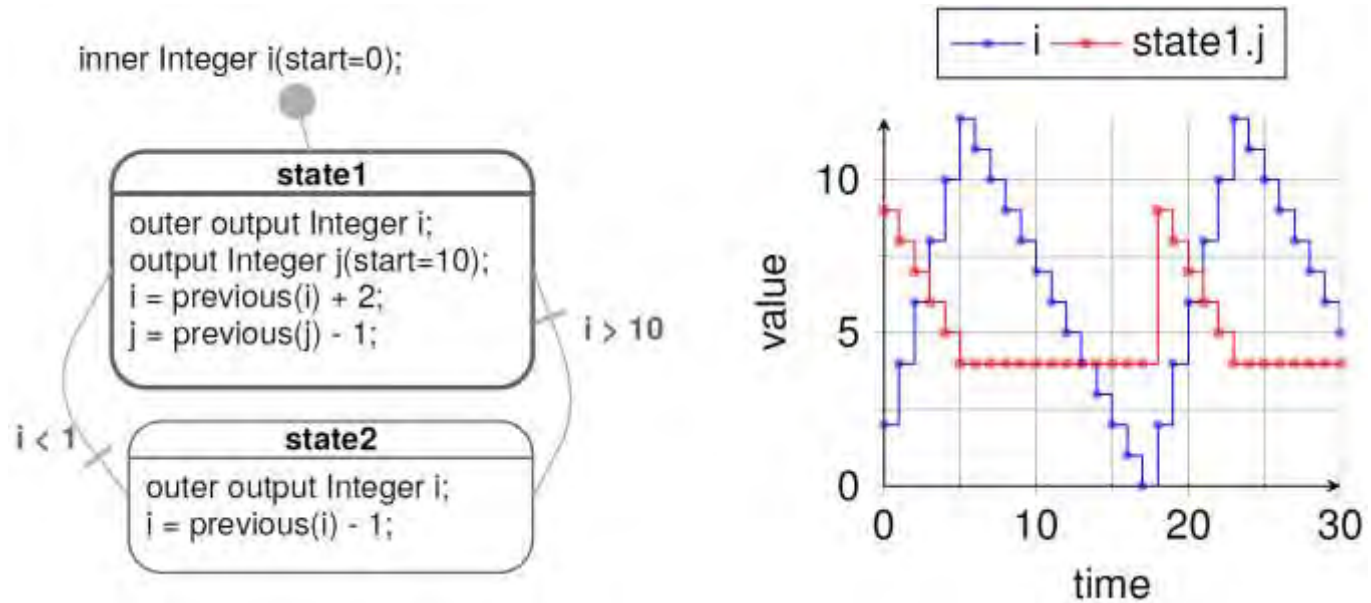 inner Integer i(start=0);
state1
outer output Integer i;
output Integer j(start=10);
i = previous(i) + 2;
j = previous(j) - 1;
i > 10
i < 1
state2
outer output Integer i;
i = previous(i) - 1;
i state1.j
10
5
0
value
0 10 20 30
time